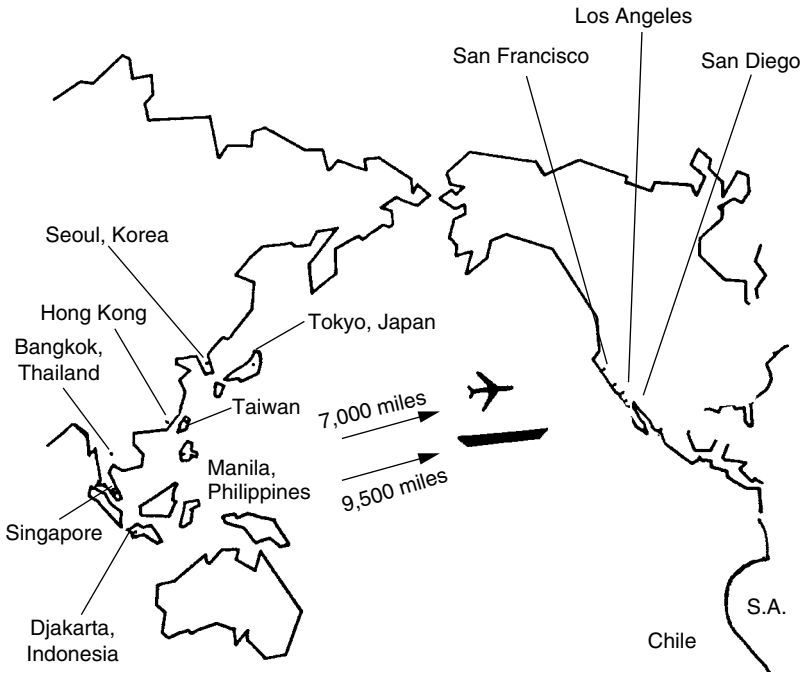 Los Angeles
San Francisco
San Diego
Seoul, Korea
Hong Kong
Tokyo, Japan
Bangkok,
Thailand
Taiwan
7,000 miles
Manila,
Philippines
9,500 miles
Singapore
Djakarta,
Indonesia
Chile
S.A.